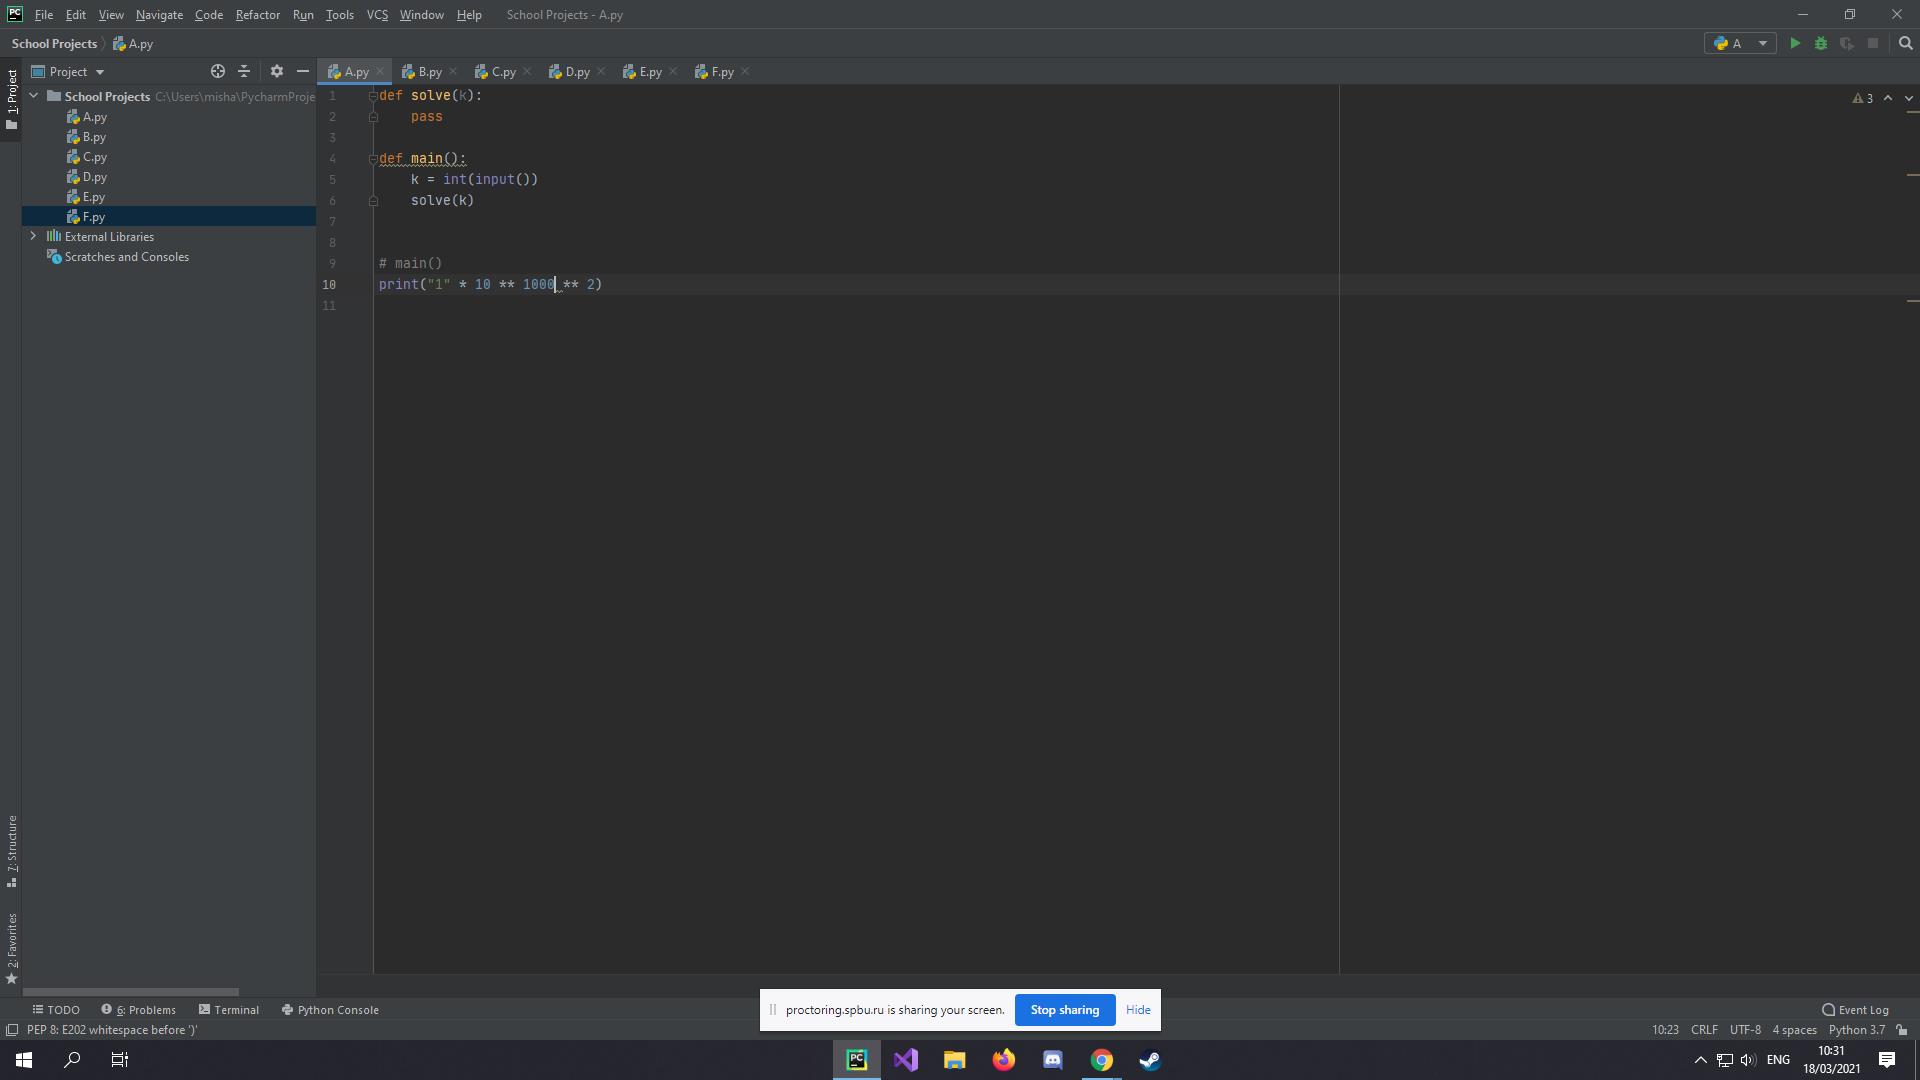 PC File Edit View Navigate Code Refactor Run Tools VCS Window Help School Projects - A.py
School Projects A.py A
1: Project
Project
A.py B.py C.py D.py E.py F.py
School Projects C:\Users\misha\PycharmProje
A.py
B.py
C.py
D.py
E.py
F.py
External Libraries
Scratches and Consoles
1 def solve(k):
2 pass
3
4 def main():
5 k = int(input())
6 solve(k)
7
8
9 # main()
10 print("1" * 10 ** 1000 ** 2)
11
3
7: Structure
2: Favorites
TODO 6: Problems Terminal Python Console Event Log
proctoring.spbu.ru is sharing your screen. Stop sharing Hide
PEP 8: E202 whitespace before ')' 10:23 CRLF UTF-8 4 spaces Python 3.7
PC
ENG 10:31
18/03/2021